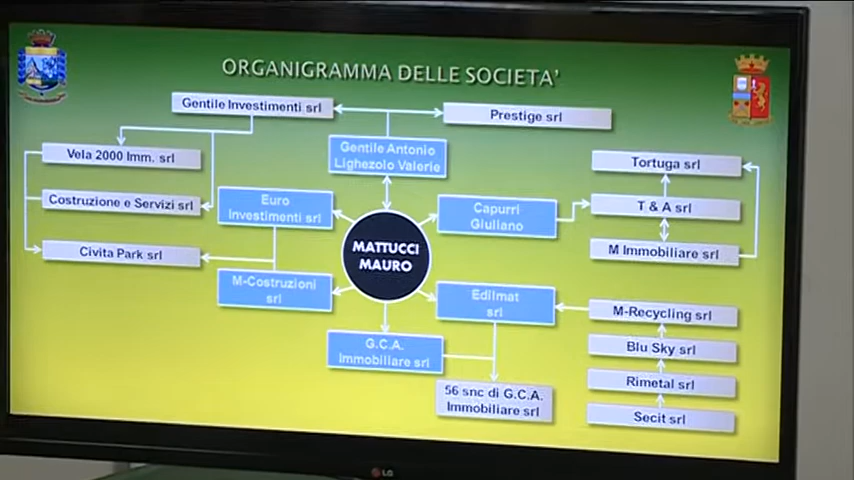 ORGANIGRAMMA DELLE SOCIETA'
Gentile Investimenti srl
Prestige srl
Gentile Antonio
Lighezolo Valerie
Vela 2000 Imm. srl
Tortuga srl
Costruzione e Servizi srl
Euro
Investimenti srl
Capurri
Giuliano
T & A srl
Civita Park srl
MATTUCCI
MAURO
M Immobiliare srl
M-Costruzioni
srl
Edilmat
srl
M-Recycling srl
G.C.A.
Immobiliare srl
Blu Sky srl
56 snc di G.C.A.
Immobiliare srl
Rimetal srl
Secit srl
LG